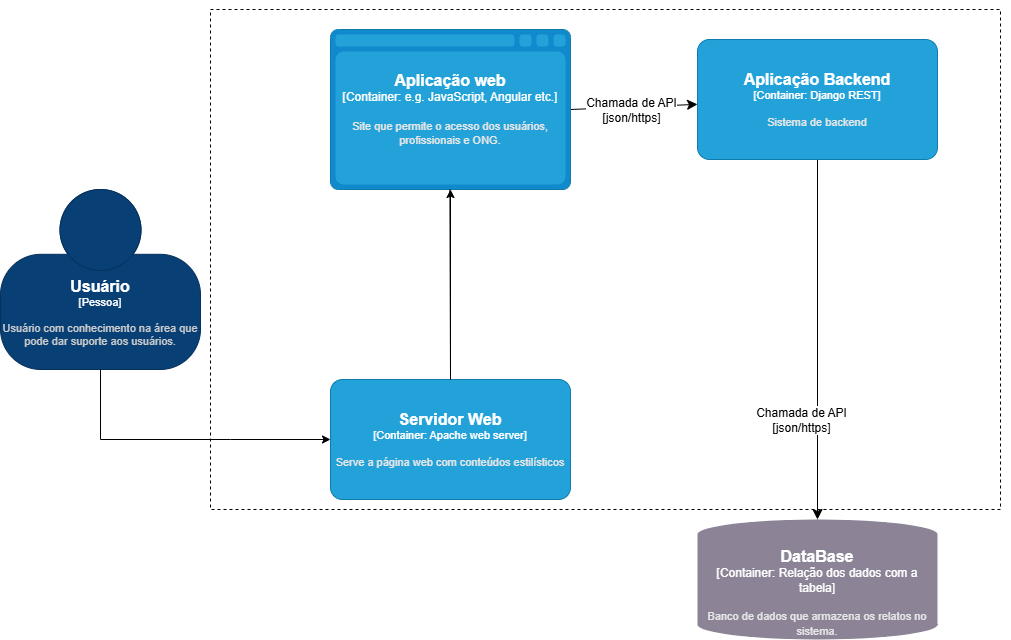 Aplicação web
[Container: e.g. JavaScript, Angular etc.]
Site que permite o acesso dos usuários,
profissionais e ONG.
Chamada de API
[json/https]
Aplicação Backend
[Container: Django REST]
Sistema de backend
Usuário
[Pessoa]
Usuário com conhecimento na área que
pode dar suporte aos usuários.
Servidor Web
[Container: Apache web server]
Serve a página web com conteúdos estilísticos
Chamada de API
[json/https]
DataBase
[Container: Relação dos dados com a
tabela]
Banco de dados que armazena os relatos no
sistema.